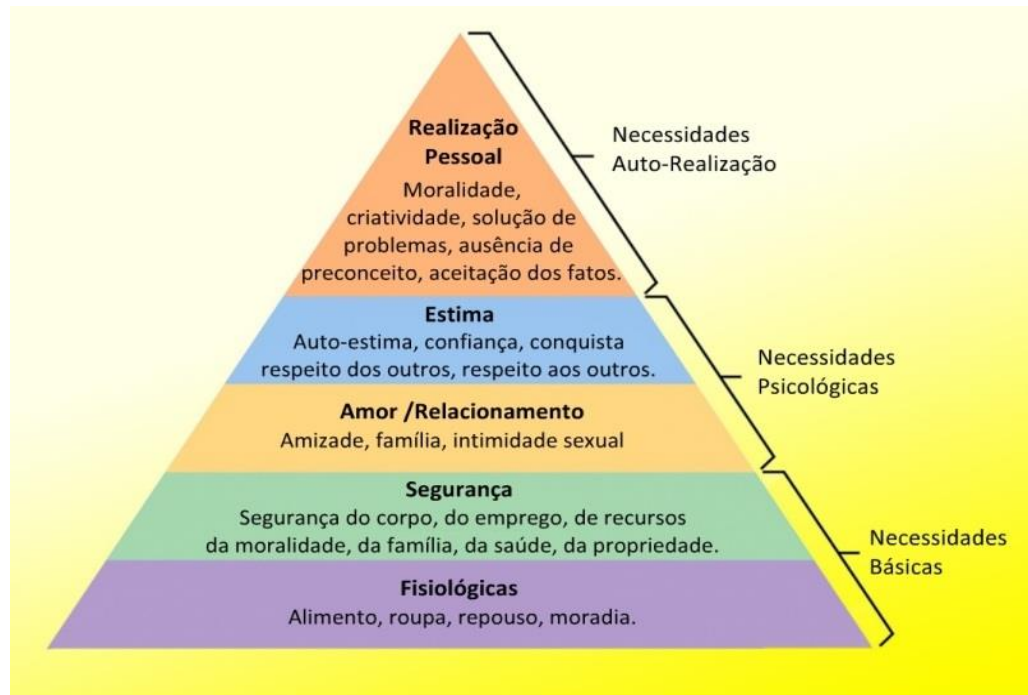 Realização
Pessoal
Moralidade,
criatividade, solução de
problemas, ausência de
preconceito, aceitação dos fatos.
Necessidades
Auto-Realização
Estima
Auto-estima, confiança, conquista
respeito dos outros, respeito aos outros.
Necessidades
Psicológicas
Amor /Relacionamento
Amizade, família, intimidade sexual
Segurança
Segurança do corpo, do emprego, de recursos
da moralidade, da família, da saúde, da propriedade.
Necessidades
Básicas
Fisiológicas
Alimento, roupa, repouso, moradia.